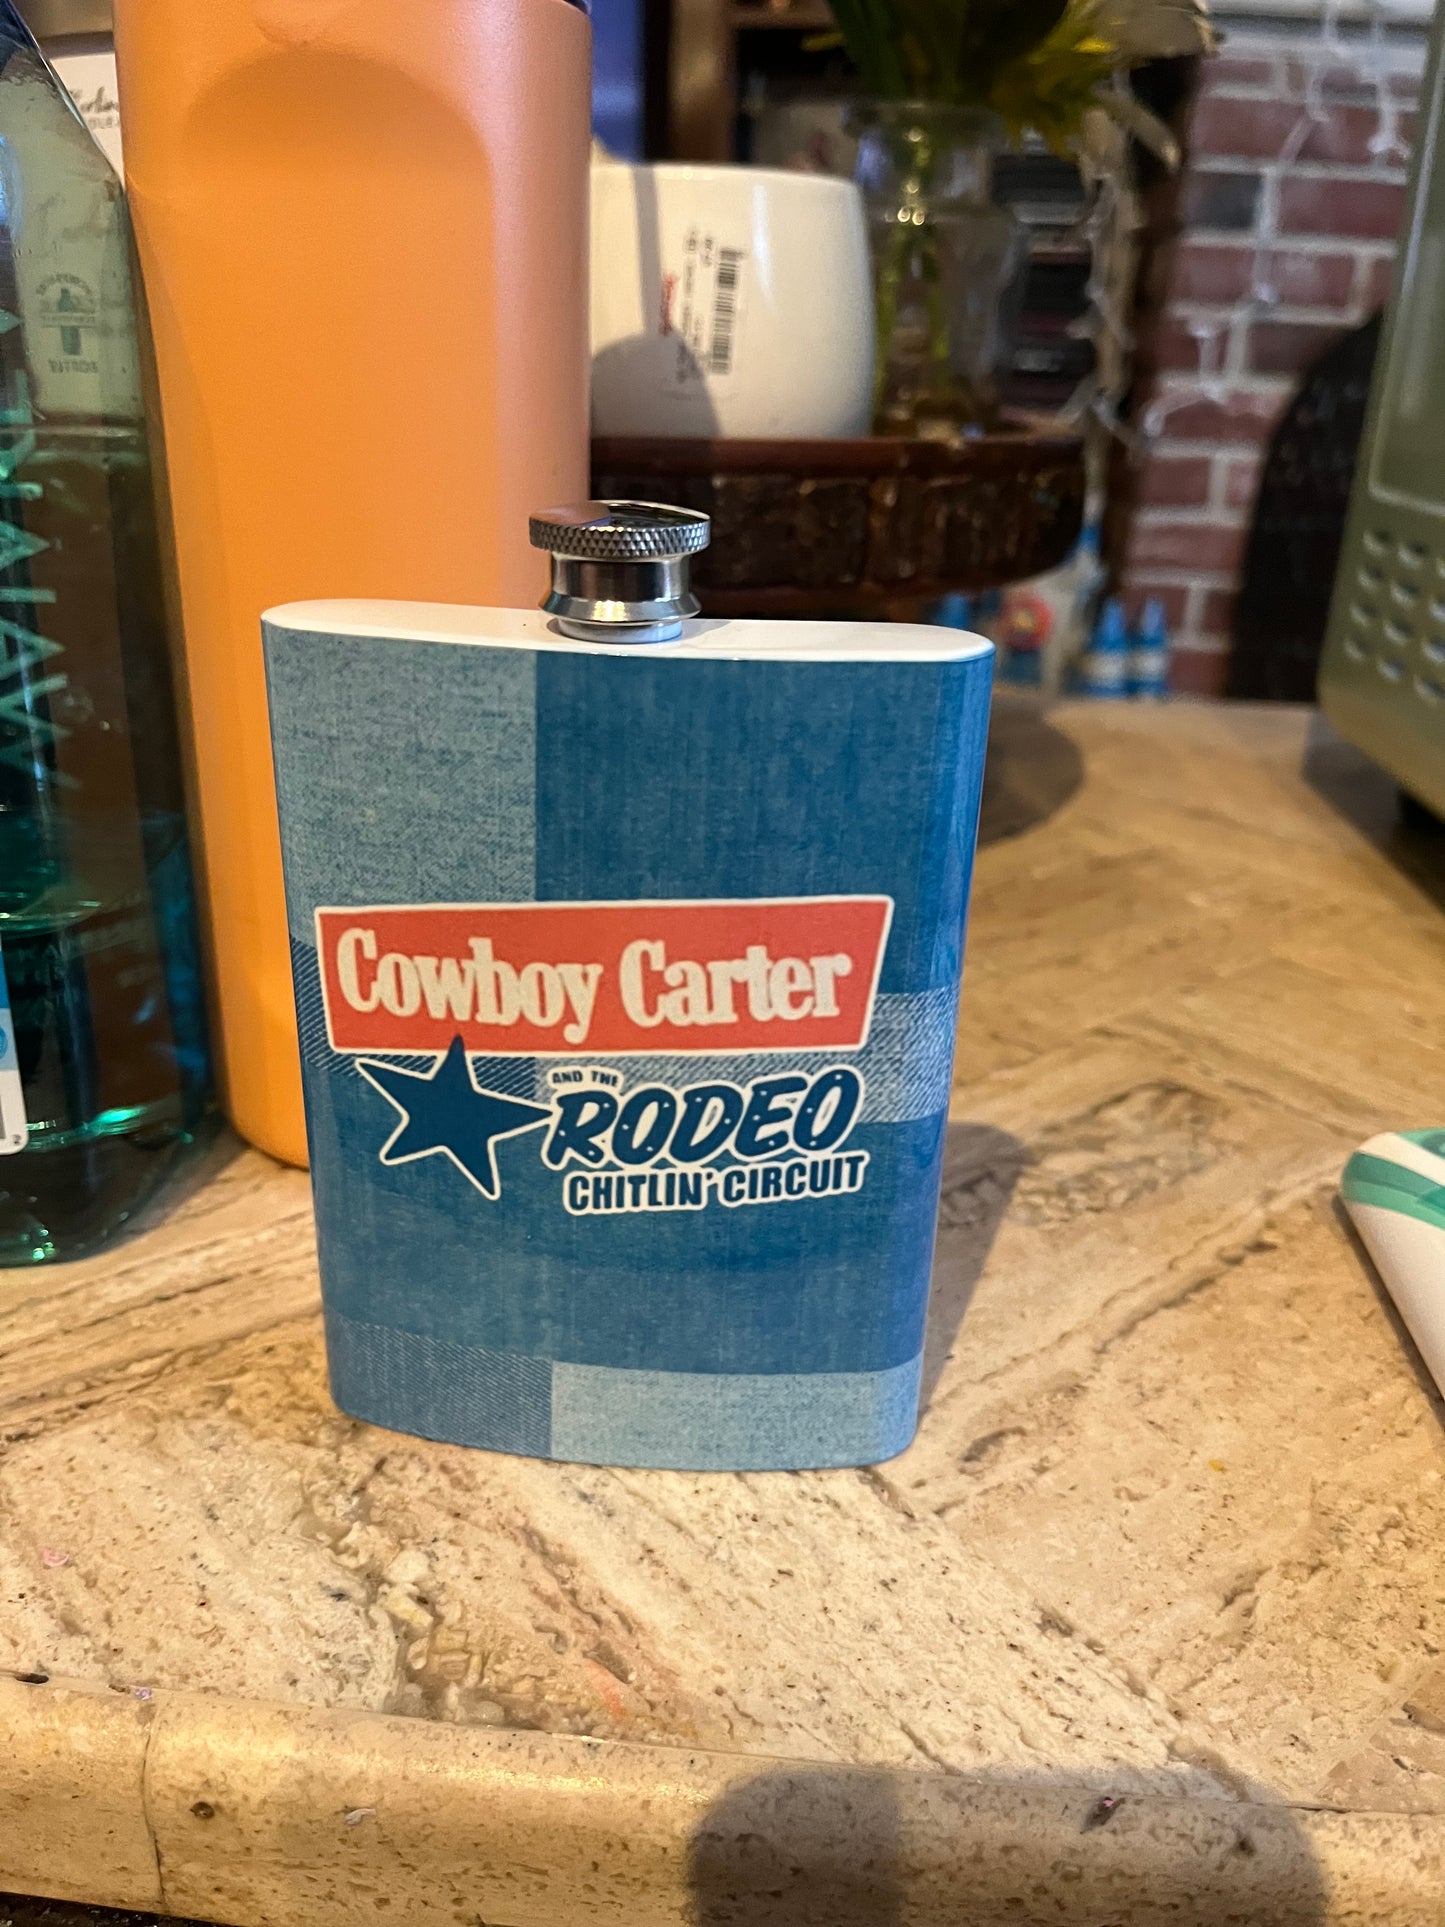 Cowboy Carter
AND THE
RODEO
CHITLIN' CIRCUIT